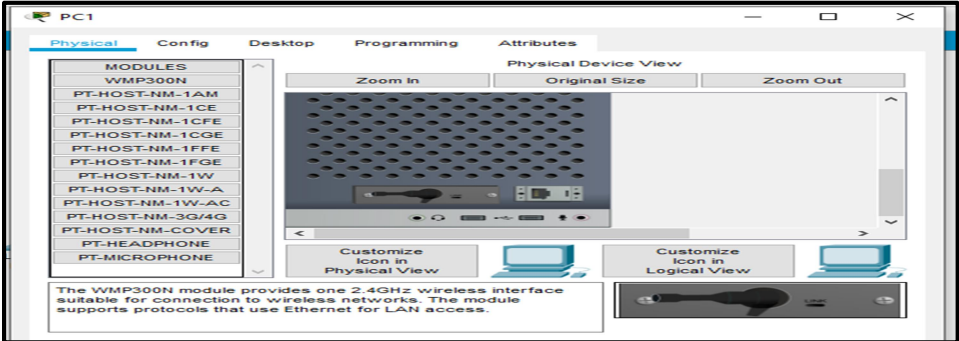 PC1
Physical Config Desktop Programming Attributes
MODULES
WMP300N
PT-HOST-NM-1AM
PT-HOST-NM-1CE
PT-HOST-NM-1CFE
PT-HOST-NM-1CGE
PT-HOST-NM-1FFE
PT-HOST-NM-1FGE
PT-HOST-NM-1W
PT-HOST-NM-1W-A
PT-HOST-NM-1W-AC
PT-HOST-NM-3G/4G
PT-HOST-NM-COVER
PT-HEADPHONE
PT-MICROPHONE
Physical Device View
Zoom In Original Size Zoom Out
Customize
Icon in
Physical View
Customize
Icon in
Logical View
The WMP300N module provides one 2.4GHz wireless interface
suitable for connection to wireless networks. The module
supports protocols that use Ethernet for LAN access.
LINK